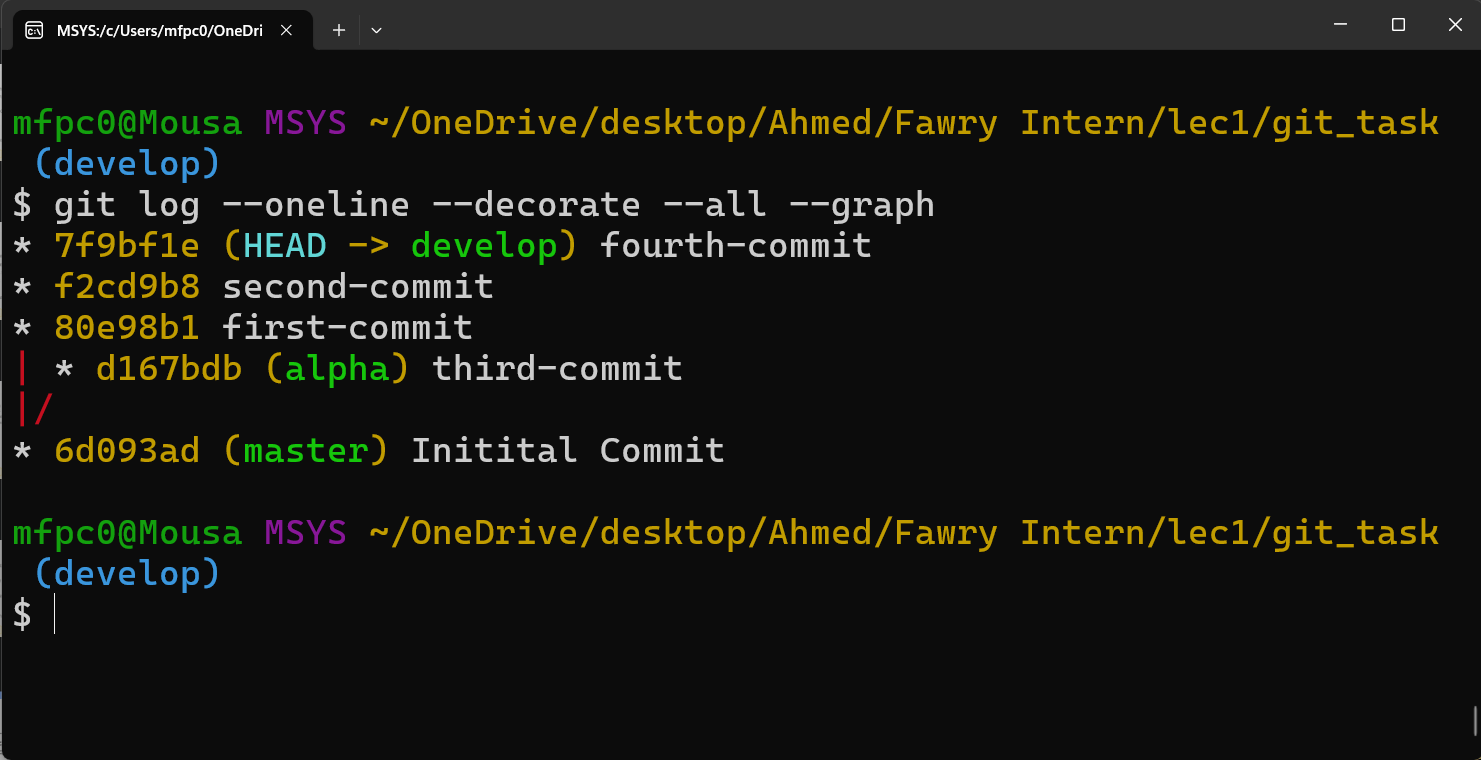 MSYS:/c/Users/mfpc0/OneDri
mfpc0@Mousa MSYS ~/OneDrive/desktop/Ahmed/Fawry Intern/lec1/git_task
(develop)
$ git log --oneline --decorate --all --graph
* 7f9bf1e (HEAD -> develop) fourth-commit
* f2cd9b8 second-commit
* 80e98b1 first-commit
| * d167bdb (alpha) third-commit
|/
* 6d093ad (master) Initital Commit
mfpc0@Mousa MSYS ~/OneDrive/desktop/Ahmed/Fawry Intern/lec1/git_task
(develop)
$